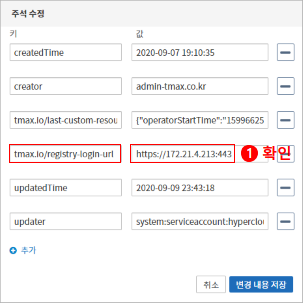 주석 수정
키 값
createdTime 2020-09-07 19:10:35
creator admin-tmax.co.kr
tmax.io/last-custom-resou {"operatorStartTime":"15996625
tmax.io/registry-login-url https://172.21.4.213:443 1 확인
updatedTime 2020-09-09 23:43:18
updater system:serviceaccount:hyperclou
추가
취소 변경 내용 저장